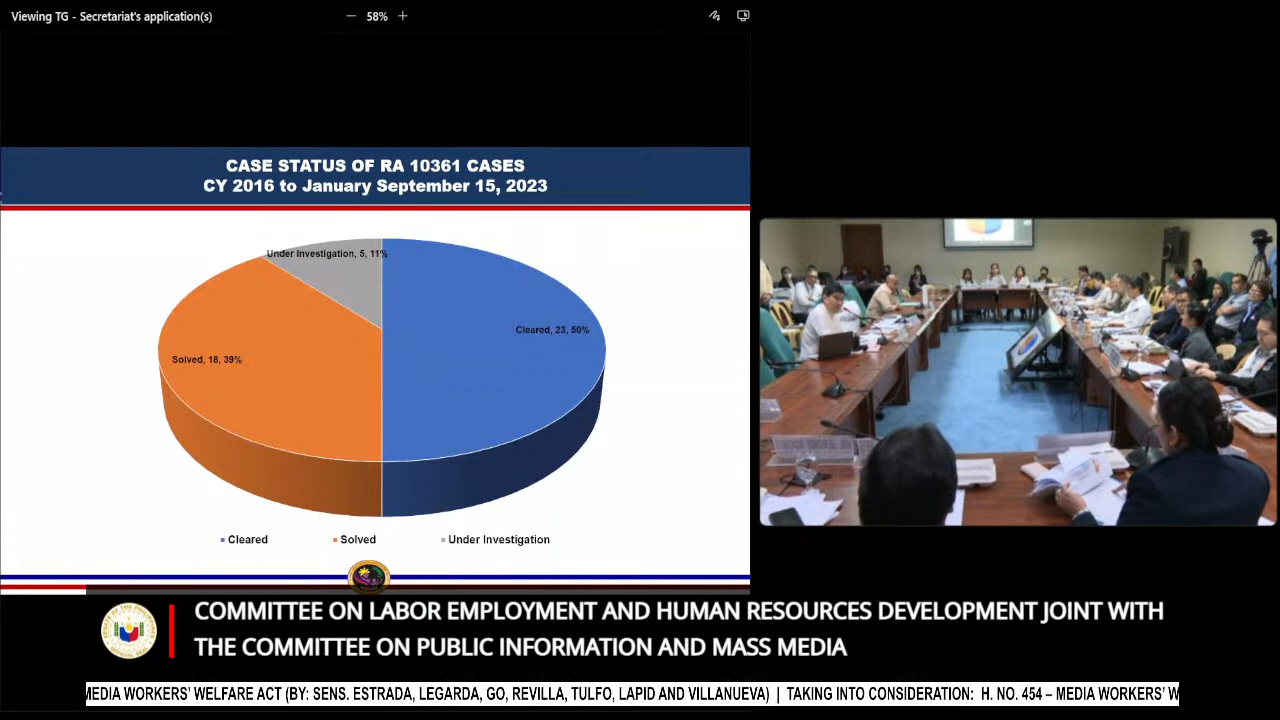 Viewing TG - Secretariat's application(s)
— 58% +
CASE STATUS OF RA 10361 CASES
CY 2016 to January September 15, 2023
Under Investigation, 5, 11%
Cleared, 23, 50%
Solved, 18, 39%
Cleared Solved Under Investigation
COMMITTEE ON LABOR EMPLOYMENT AND HUMAN RESOURCES DEVELOPMENT JOINT WITH
THE COMMITTEE ON PUBLIC INFORMATION AND MASS MEDIA
MEDIA WORKERS' WELFARE ACT (BY: SENS. ESTRADA, LEGARDA, GO, REVILLA, TULFO, LAPID AND VILLANUEVA) | TAKING INTO CONSIDERATION: H. NO. 454 – MEDIA WORKERS' W